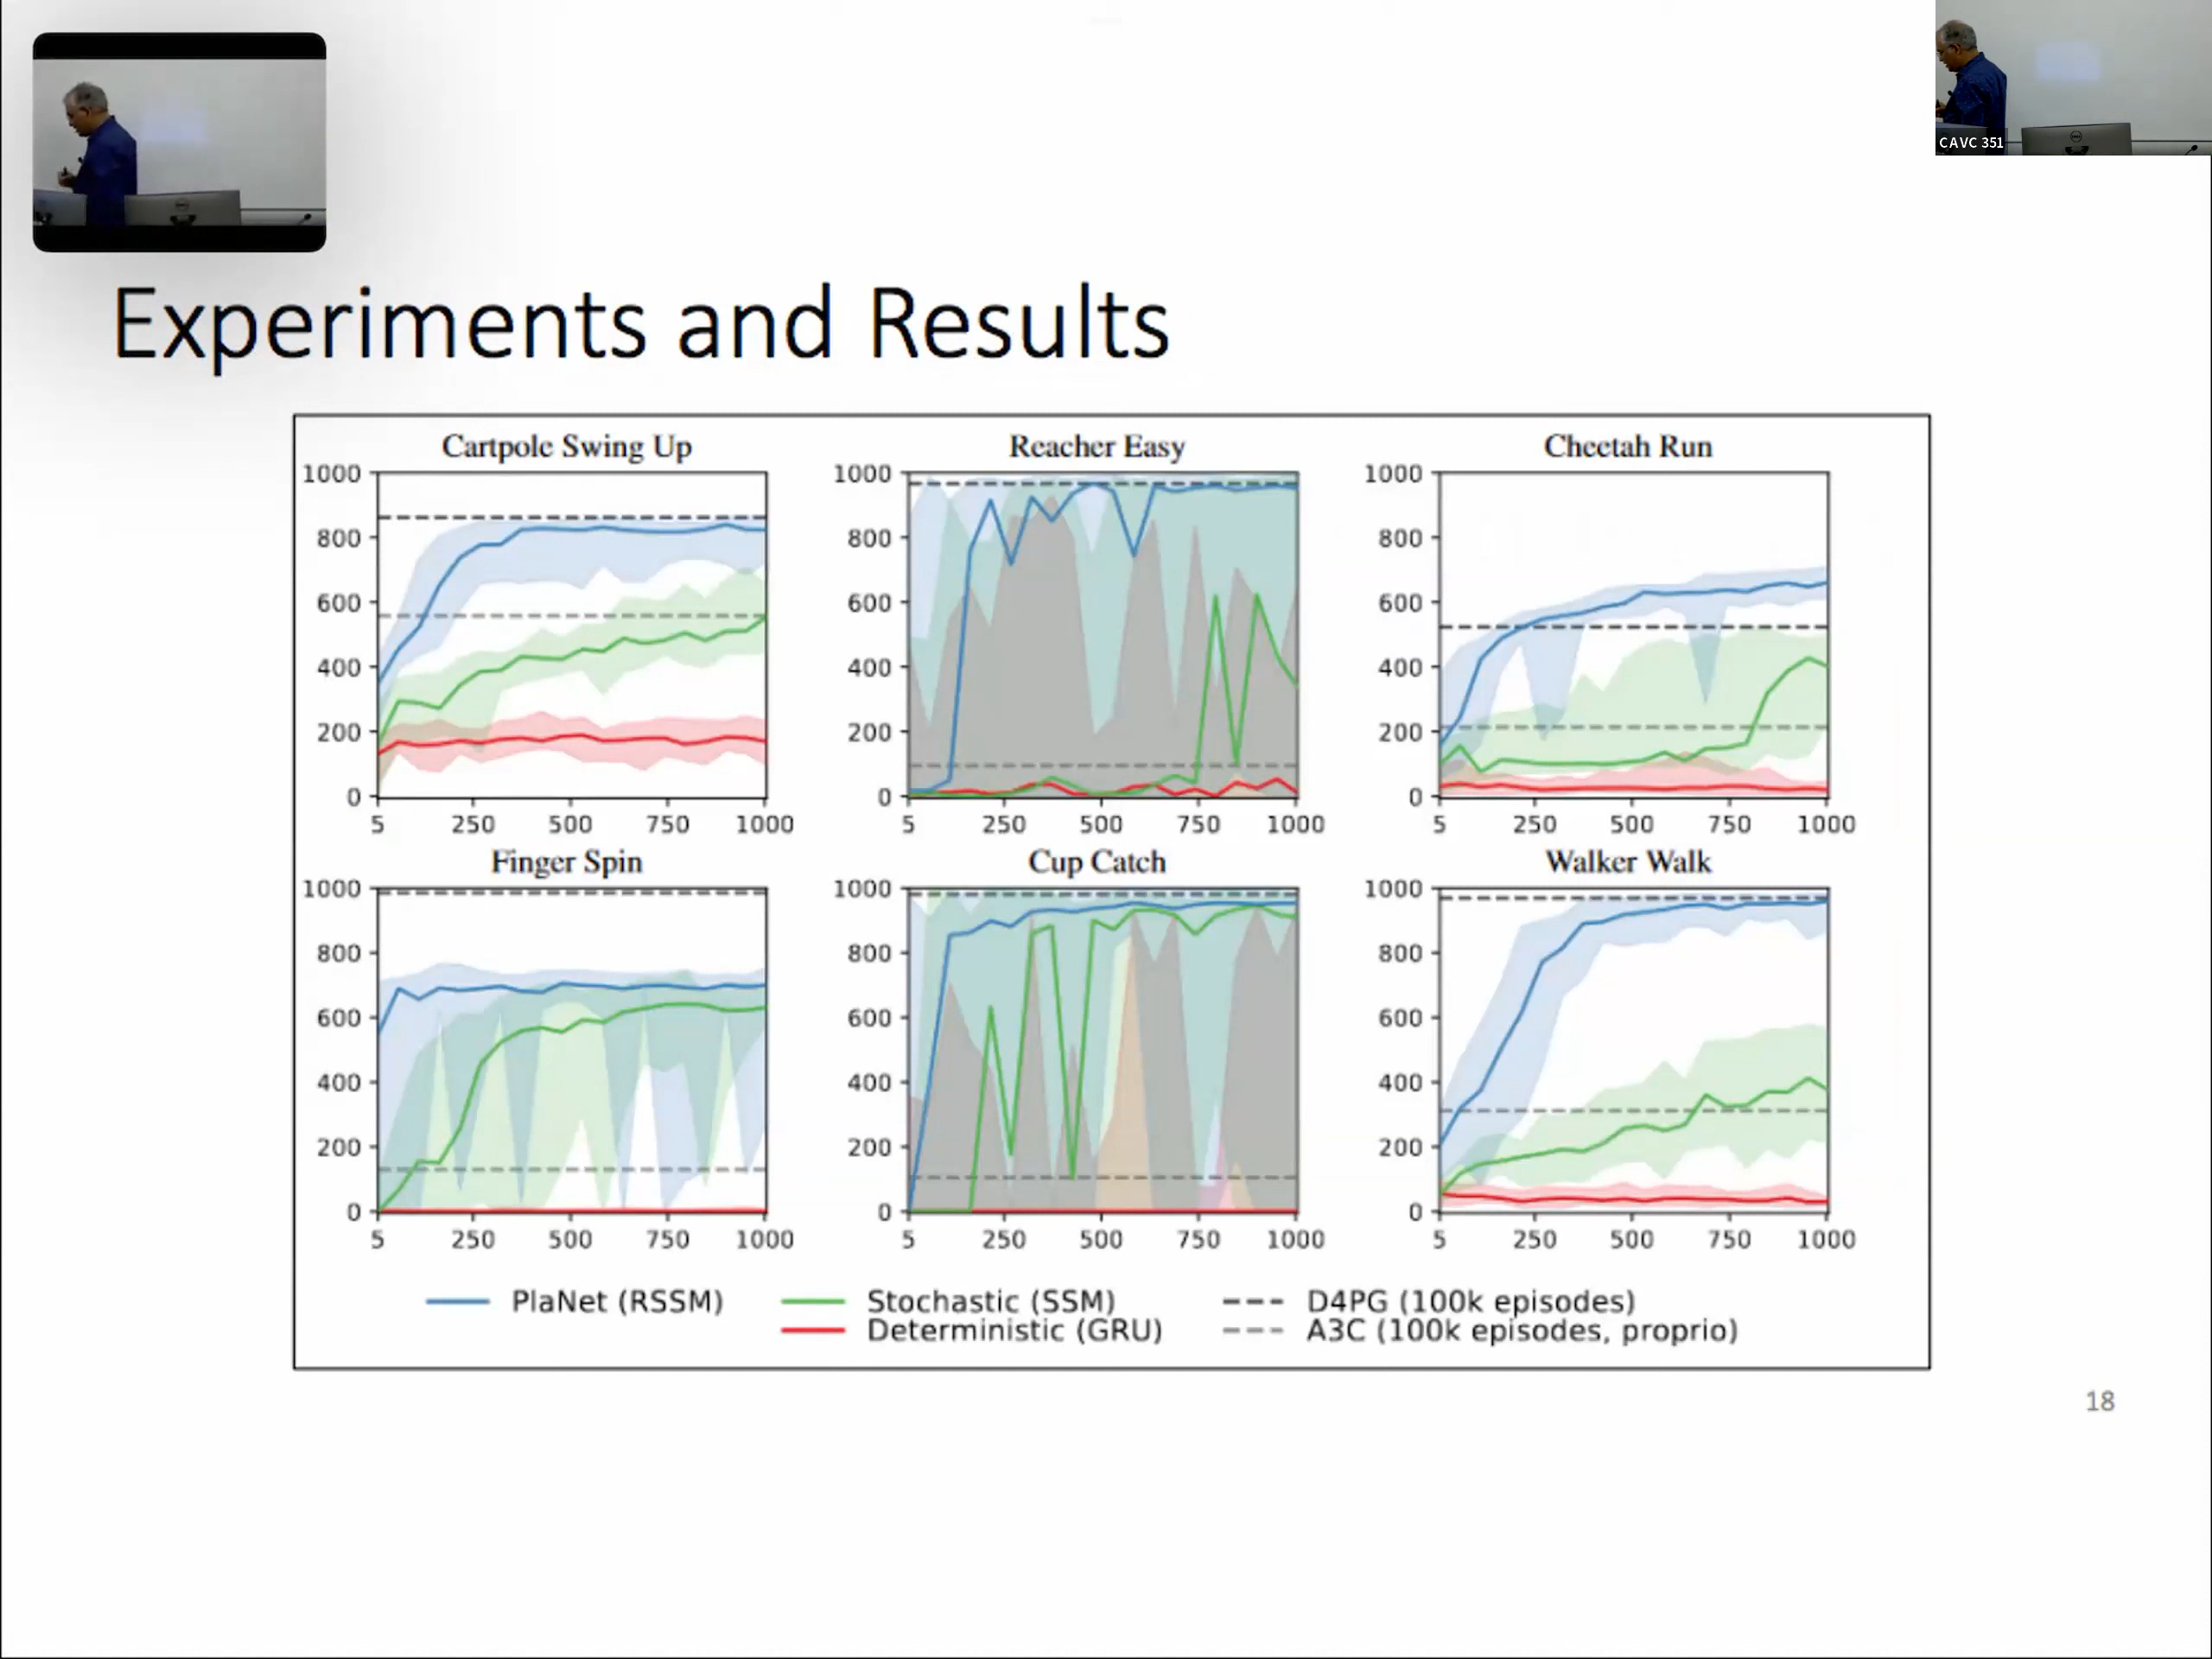 CAVC 351
Experiments and Results
Cartpole Swing Up
Reacher Easy
Cheetah Run
1000
800
600
400
200
0
5 250 500 750 1000
1000
800
600
400
200
0
5 250 500 750 1000
1000
800
600
400
200
0
5 250 500 750 1000
Finger Spin
Cup Catch
Walker Walk
1000
800
600
400
200
0
5 250 500 750 1000
1000
800
600
400
200
0
5 250 500 750 1000
1000
800
600
400
200
0
5 250 500 750 1000
PlaNet (RSSM)
Stochastic (SSM)
Deterministic (GRU)
D4PG (100k episodes)
A3C (100k episodes, proprio)
18